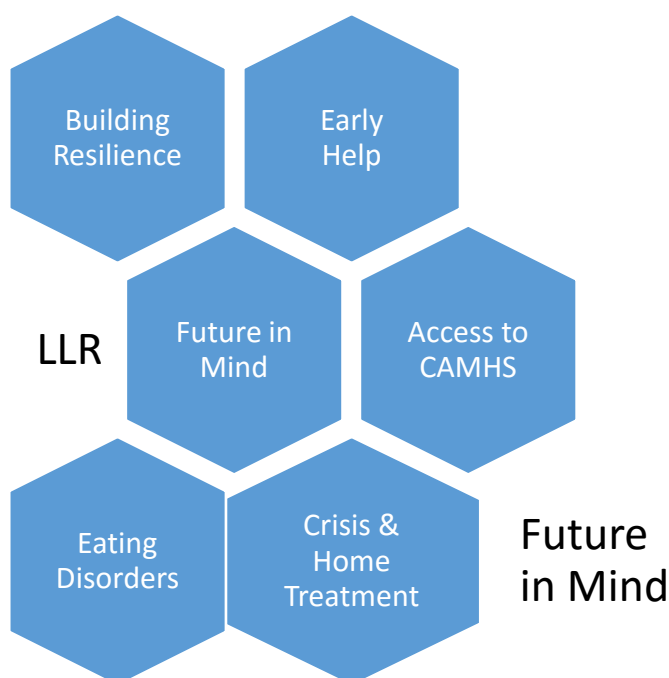 Building
Resilience
Early
Help
LLR
Future in
Mind
Access to
CAMHS
Eating
Disorders
Crisis &
Home
Treatment
Future
in Mind